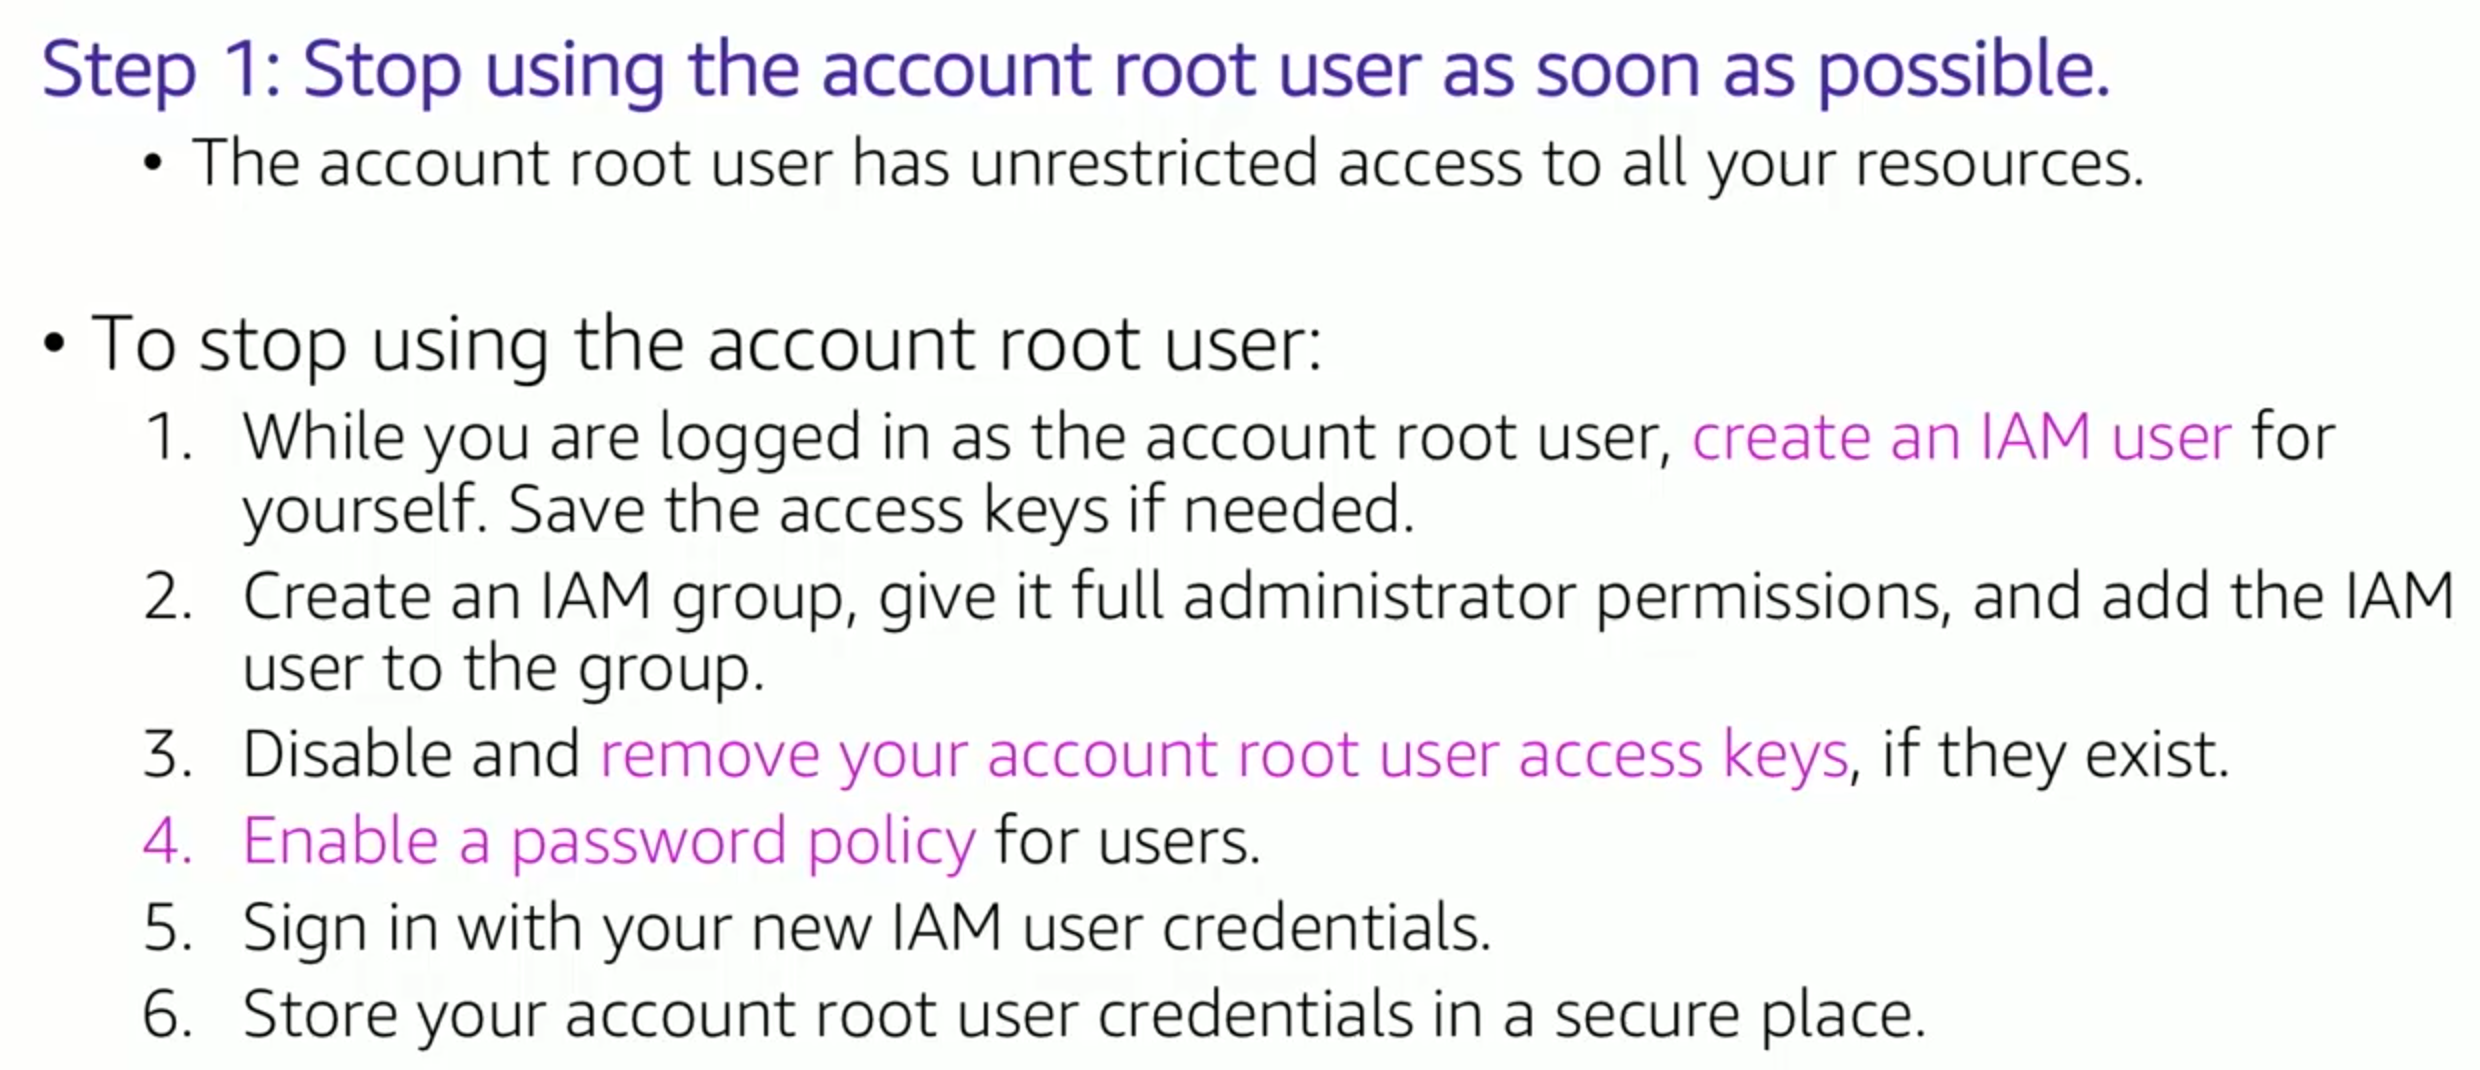 Step 1: Stop using the account root user as soon as possible.
• The account root user has unrestricted access to all your resources.
• To stop using the account root user:
1. While you are logged in as the account root user, create an IAM user for
yourself. Save the access keys if needed.
2. Create an IAM group, give it full administrator permissions, and add the IAM
user to the group.
3. Disable and remove your account root user access keys, if they exist.
4. Enable a password policy for users.
5. Sign in with your new IAM user credentials.
6. Store your account root user credentials in a secure place.